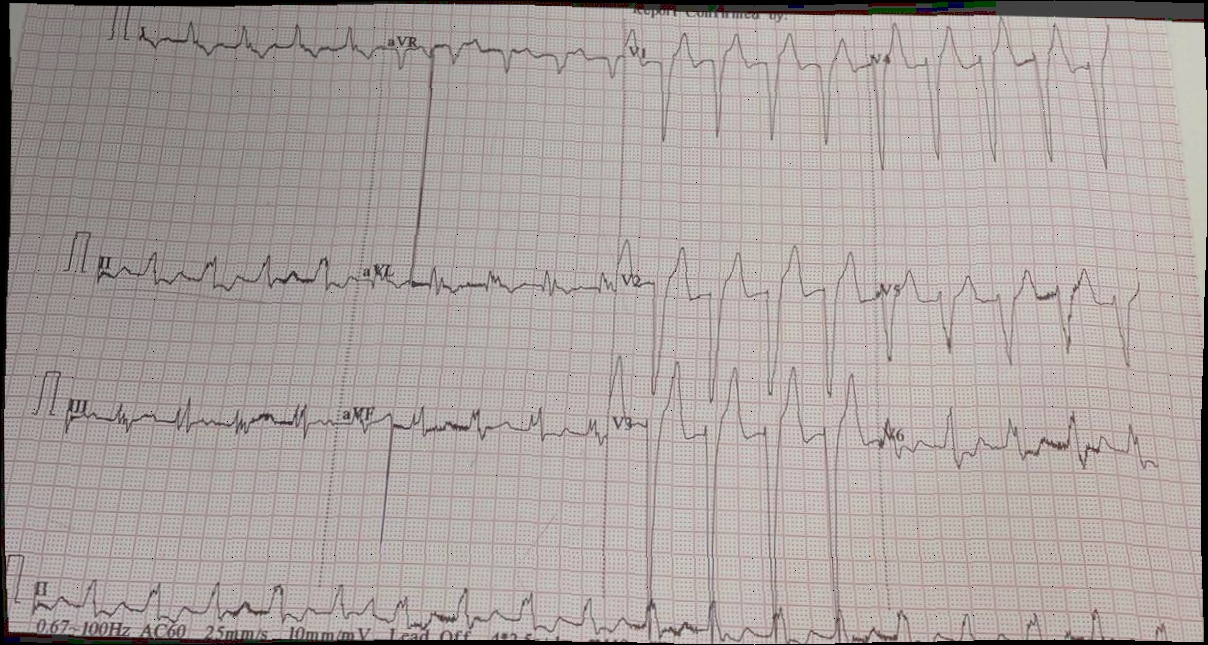 Report Confirmed by:
I aVR V1 V4
II aVL V2 V5
III aVF V3 V6
II
0.67~100Hz AC60 25mm/s 10mm/mV Lead Off